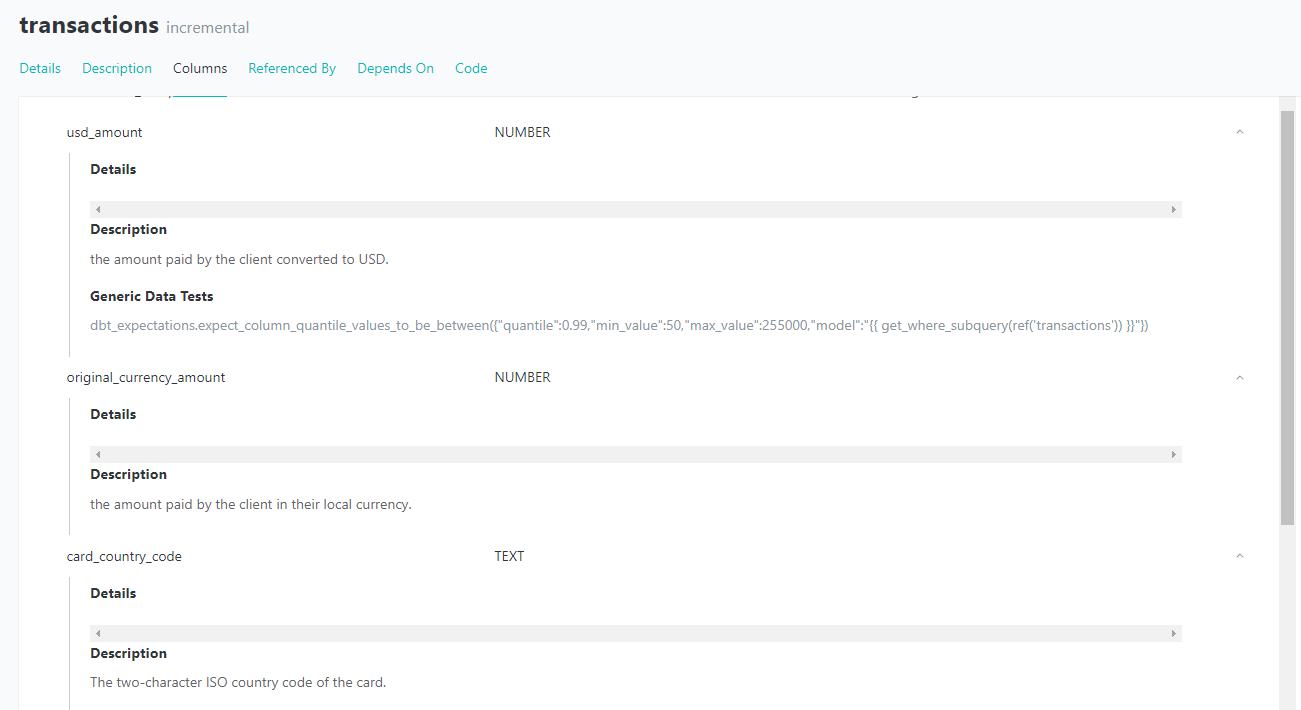 transactions incremental
Details Description Columns Referenced By Depends On Code
usd_amount NUMBER
Details
Description
the amount paid by the client converted to USD.
Generic Data Tests
dbt_expectations.expect_column_quantile_values_to_be_between({"quantile":0.99,"min_value":50,"max_value":255000,"model":"{{ get_where_subquery(ref('transactions')) }}"})
original_currency_amount NUMBER
Details
Description
the amount paid by the client in their local currency.
card_country_code TEXT
Details
Description
The two-character ISO country code of the card.